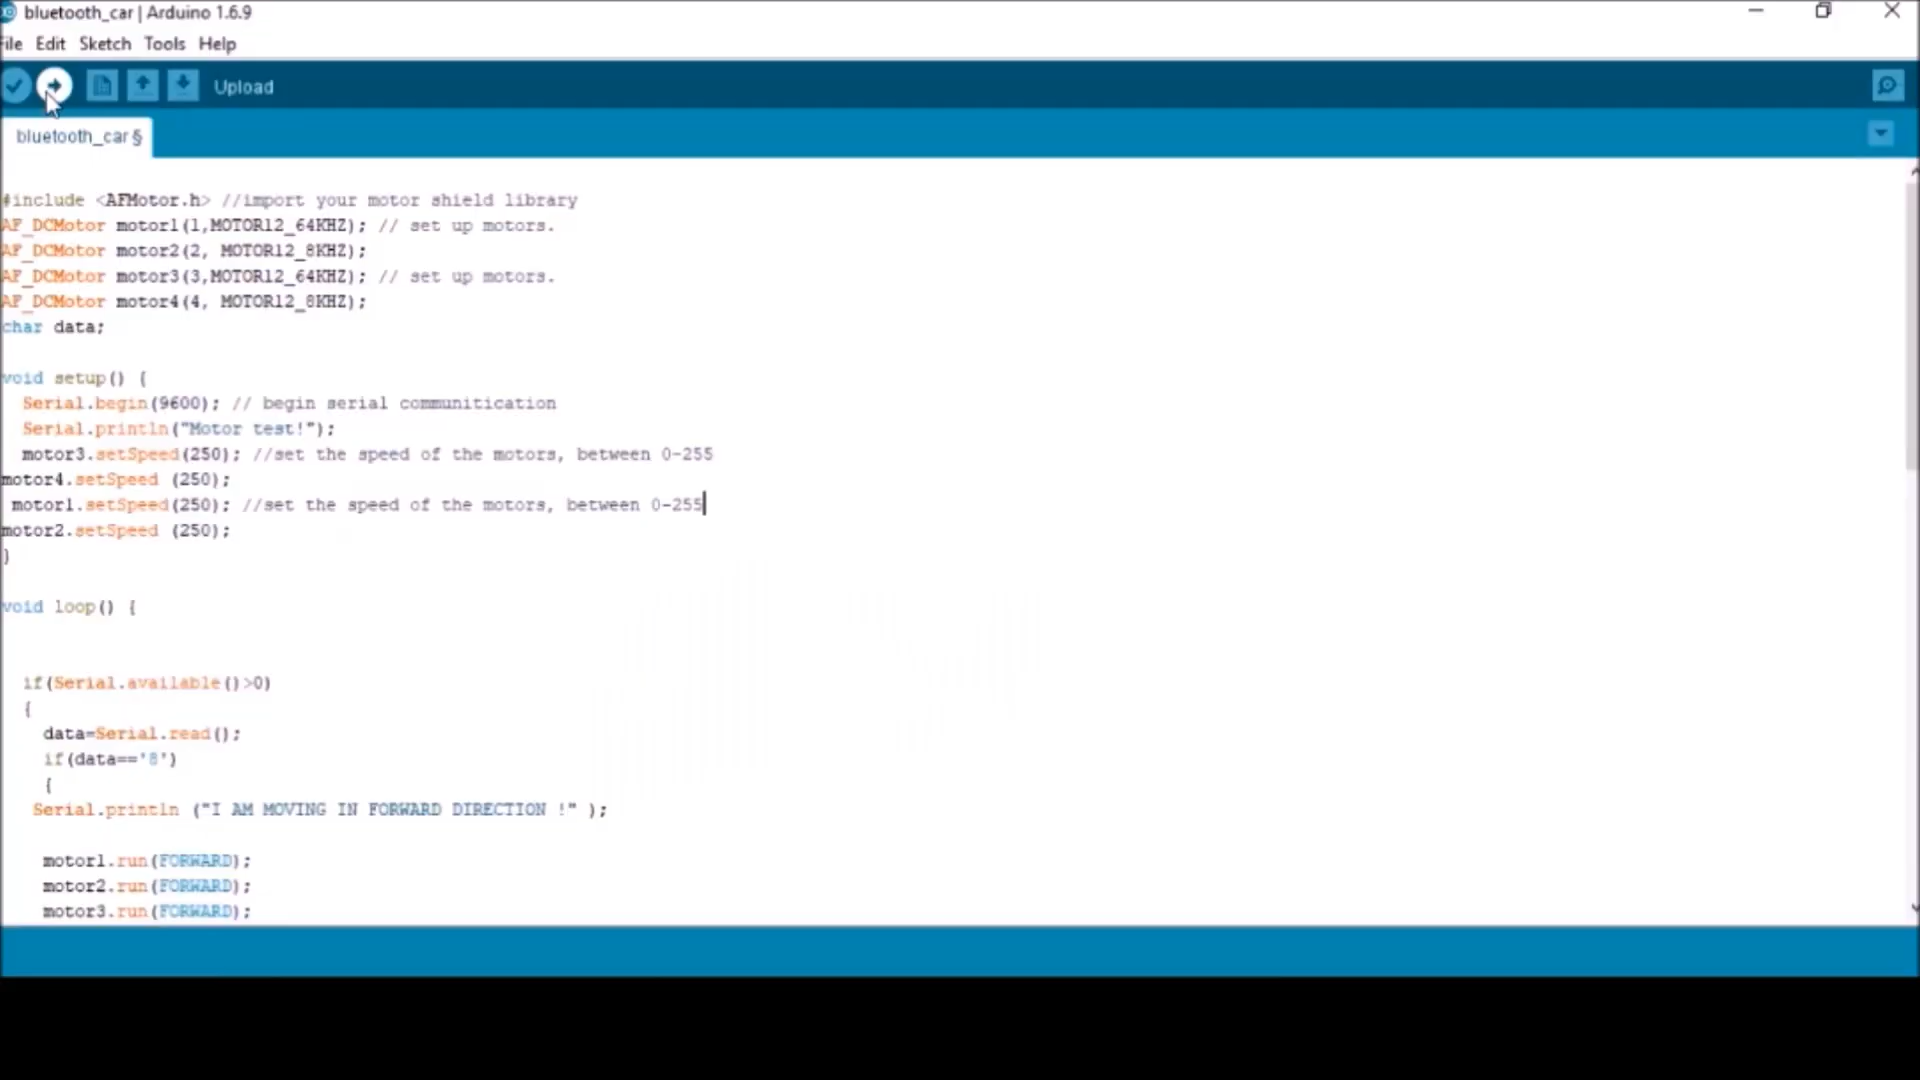 bluetooth_car | Arduino 1.6.9
File Edit Sketch Tools Help
Upload
bluetooth_car §
#include <AFMotor.h> //import your motor shield library
AF_DCMotor motor1(1,MOTOR12_64KHZ); // set up motors.
AF_DCMotor motor2(2, MOTOR12_8KHZ);
AF_DCMotor motor3(3,MOTOR12_64KHZ); // set up motors.
AF_DCMotor motor4(4, MOTOR12_8KHZ);
char data;
void setup() {
Serial.begin(9600); // begin serial communitication
Serial.println("Motor test!");
motor3.setSpeed(250); //set the speed of the motors, between 0-255
motor4.setSpeed (250);
motor1.setSpeed(250); //set the speed of the motors, between 0-255
motor2.setSpeed (250);
}
void loop() {
if(Serial.available()>0)
{
data=Serial.read();
if(data=='8')
{
Serial.println ("I AM MOVING IN FORWARD DIRECTION !" );
motor1.run(FORWARD);
motor2.run(FORWARD);
motor3.run(FORWARD);